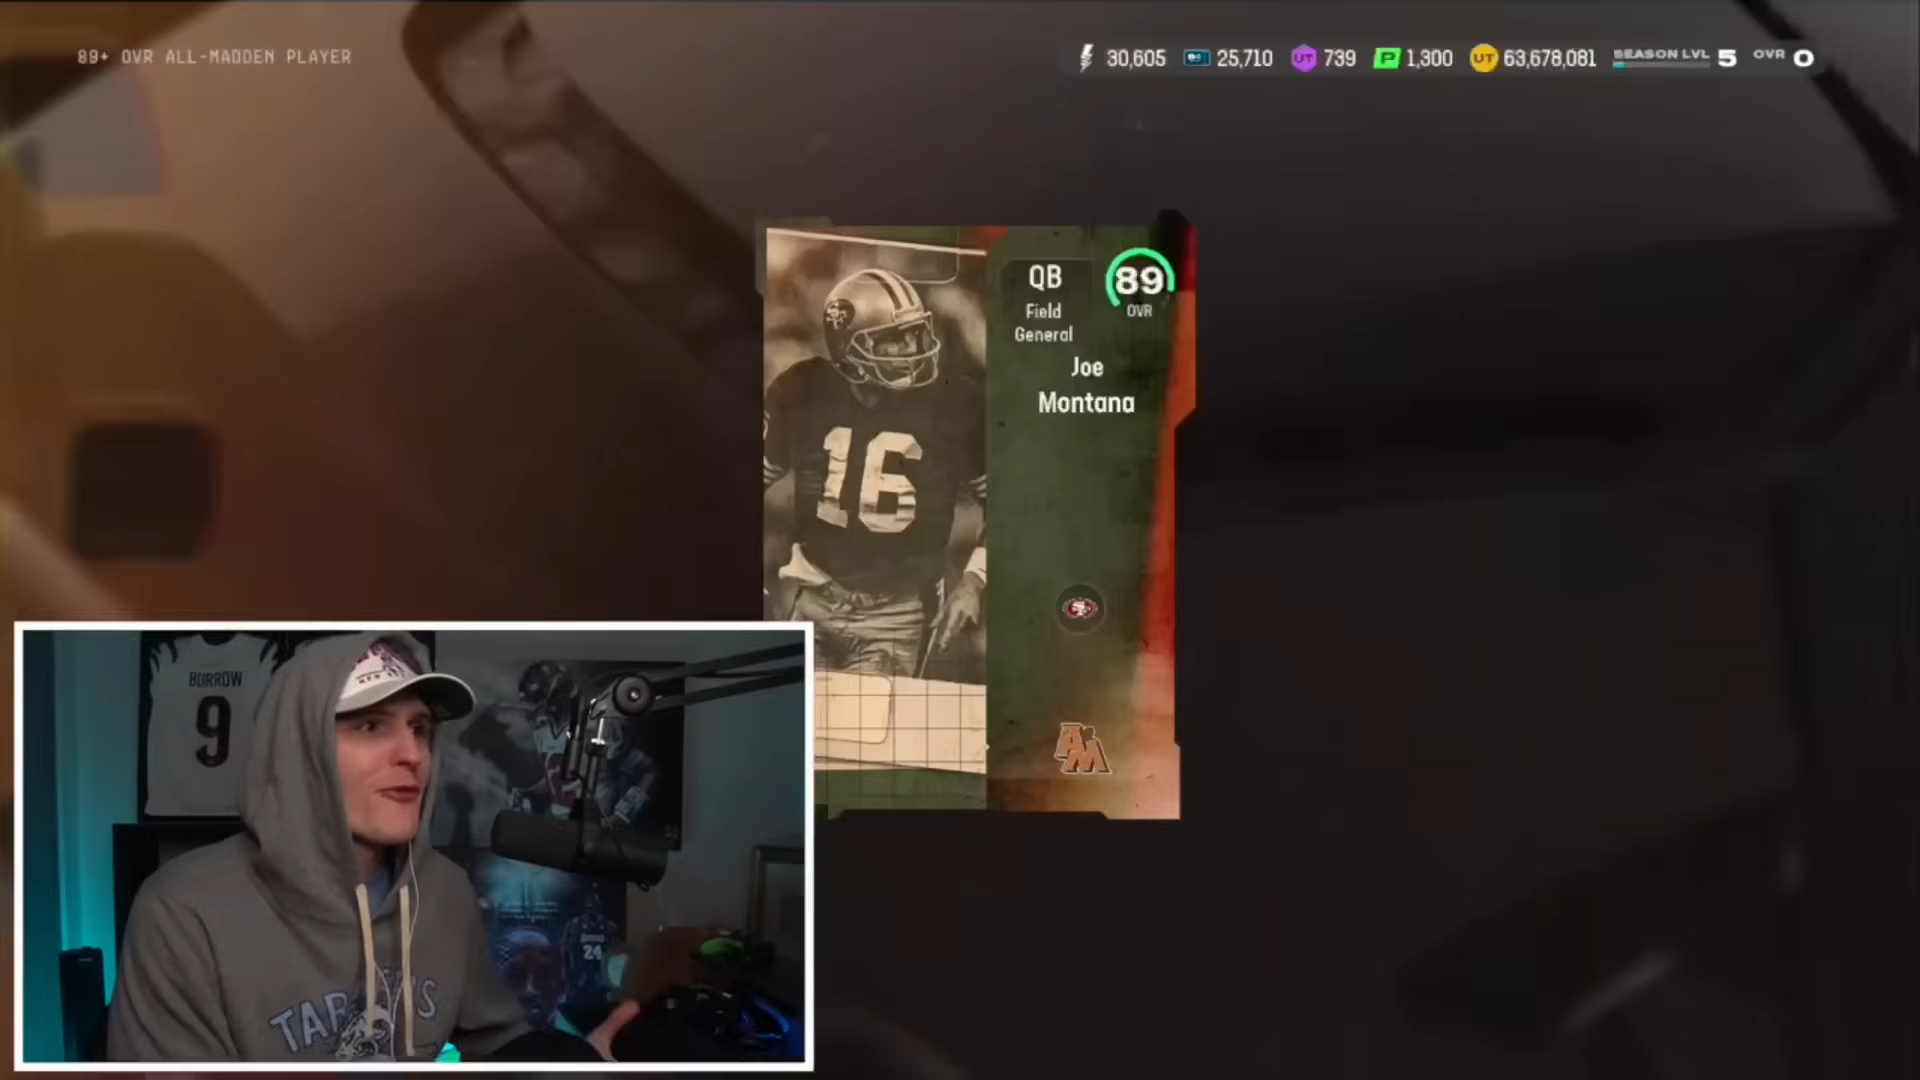 89+ OVR ALL-MADDEN PLAYER
30,605 25,710 UT 739 P 1,300 UT 63,678,081 SEASON LVL 5 OVR 0
QB
89
OVR
Field
General
Joe
Montana
16
AM
BURROW
9
24